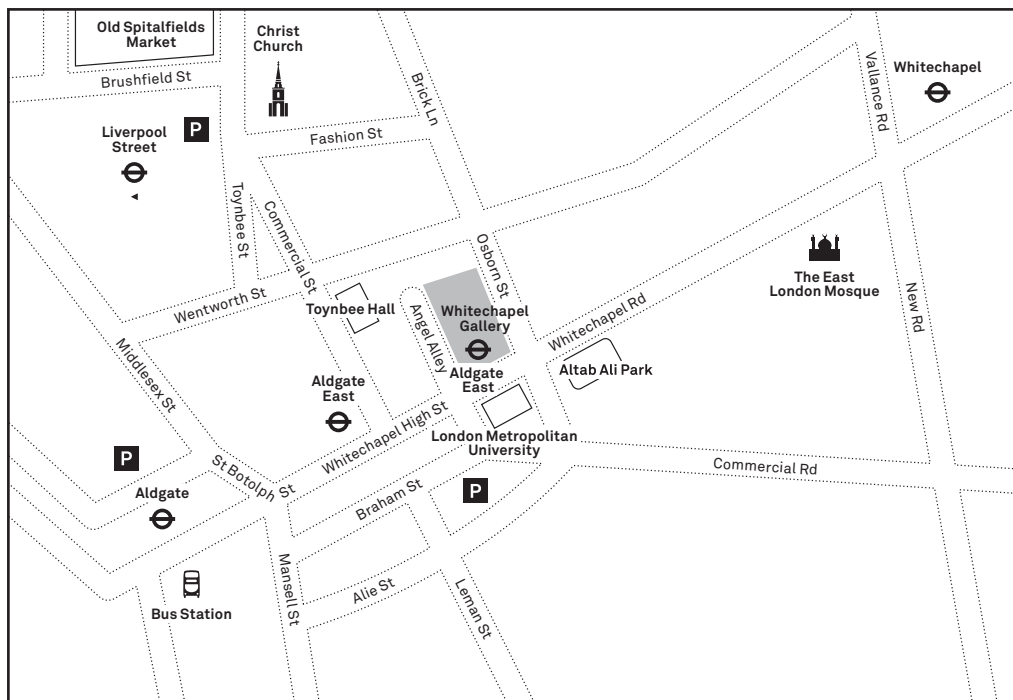 Old Spitalfields
Market
Christ
Church
Brushfield St
Brick Ln
Vallance Rd
Whitechapel
P
Liverpool
Street
Fashion St
Toynbee St
Commercial St
Osborn St
The East
London Mosque
Wentworth St
Toynbee Hall
Whitechapel
Gallery
Angel Alley
Whitechapel Rd
New Rd
Middlesex St
Aldgate
East
Aldgate
East
Altab Ali Park
Whitechapel High St
London Metropolitan
University
P
St Botolph St
Commercial Rd
Aldgate
Braham St
P
Mansell St
Alie St
Leman St
Bus Station